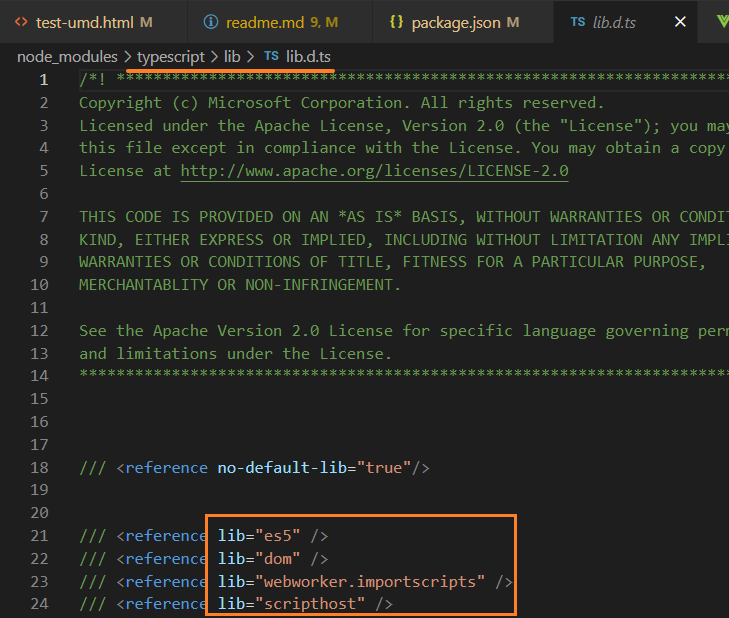 <> test-umd.html M
readme.md 9, M
{} package.json M
TS lib.d.ts ×
node_modules > typescript > lib > TS lib.d.ts
1 /*! ******************************************************************
2 Copyright (c) Microsoft Corporation. All rights reserved.
3 Licensed under the Apache License, Version 2.0 (the "License"); you may
4 this file except in compliance with the License. You may obtain a copy
5 License at http://www.apache.org/licenses/LICENSE-2.0
6
7 THIS CODE IS PROVIDED ON AN *AS IS* BASIS, WITHOUT WARRANTIES OR CONDIT
8 KIND, EITHER EXPRESS OR IMPLIED, INCLUDING WITHOUT LIMITATION ANY IMPLI
9 WARRANTIES OR CONDITIONS OF TITLE, FITNESS FOR A PARTICULAR PURPOSE,
10 MERCHANTABLITY OR NON-INFRINGEMENT.
11
12 See the Apache Version 2.0 License for specific language governing perm
13 and limitations under the License.
14 **********************************************************************
15
16
17
18 /// <reference no-default-lib="true"/>
19
20
21 /// <reference lib="es5" />
22 /// <reference lib="dom" />
23 /// <reference lib="webworker.importscripts" />
24 /// <reference lib="scripthost" />